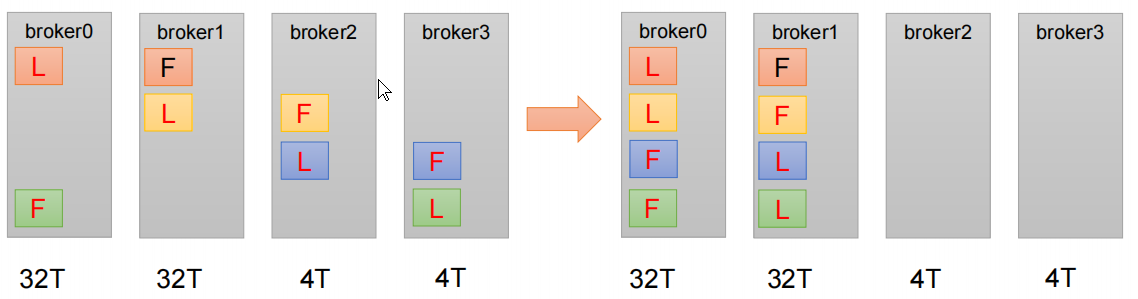 broker0 broker1 broker2 broker3 broker0 broker1 broker2 broker3
L F L F
L F L F
L F F L
F L F L
32T 32T 4T 4T 32T 32T 4T 4T